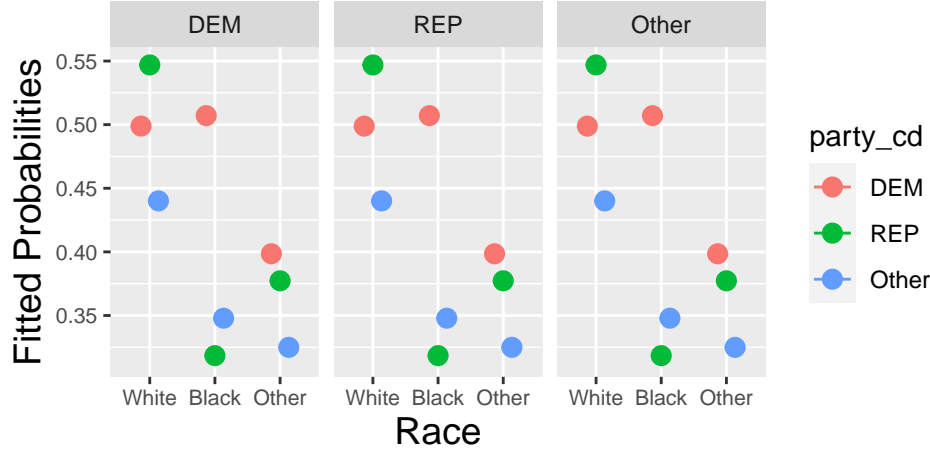 DEM REP Other
0.55
0.50
0.45
0.40
0.35
Fitted Probabilities
White Black Other White Black Other White Black Other
Race
party_cd
DEM
REP
Other